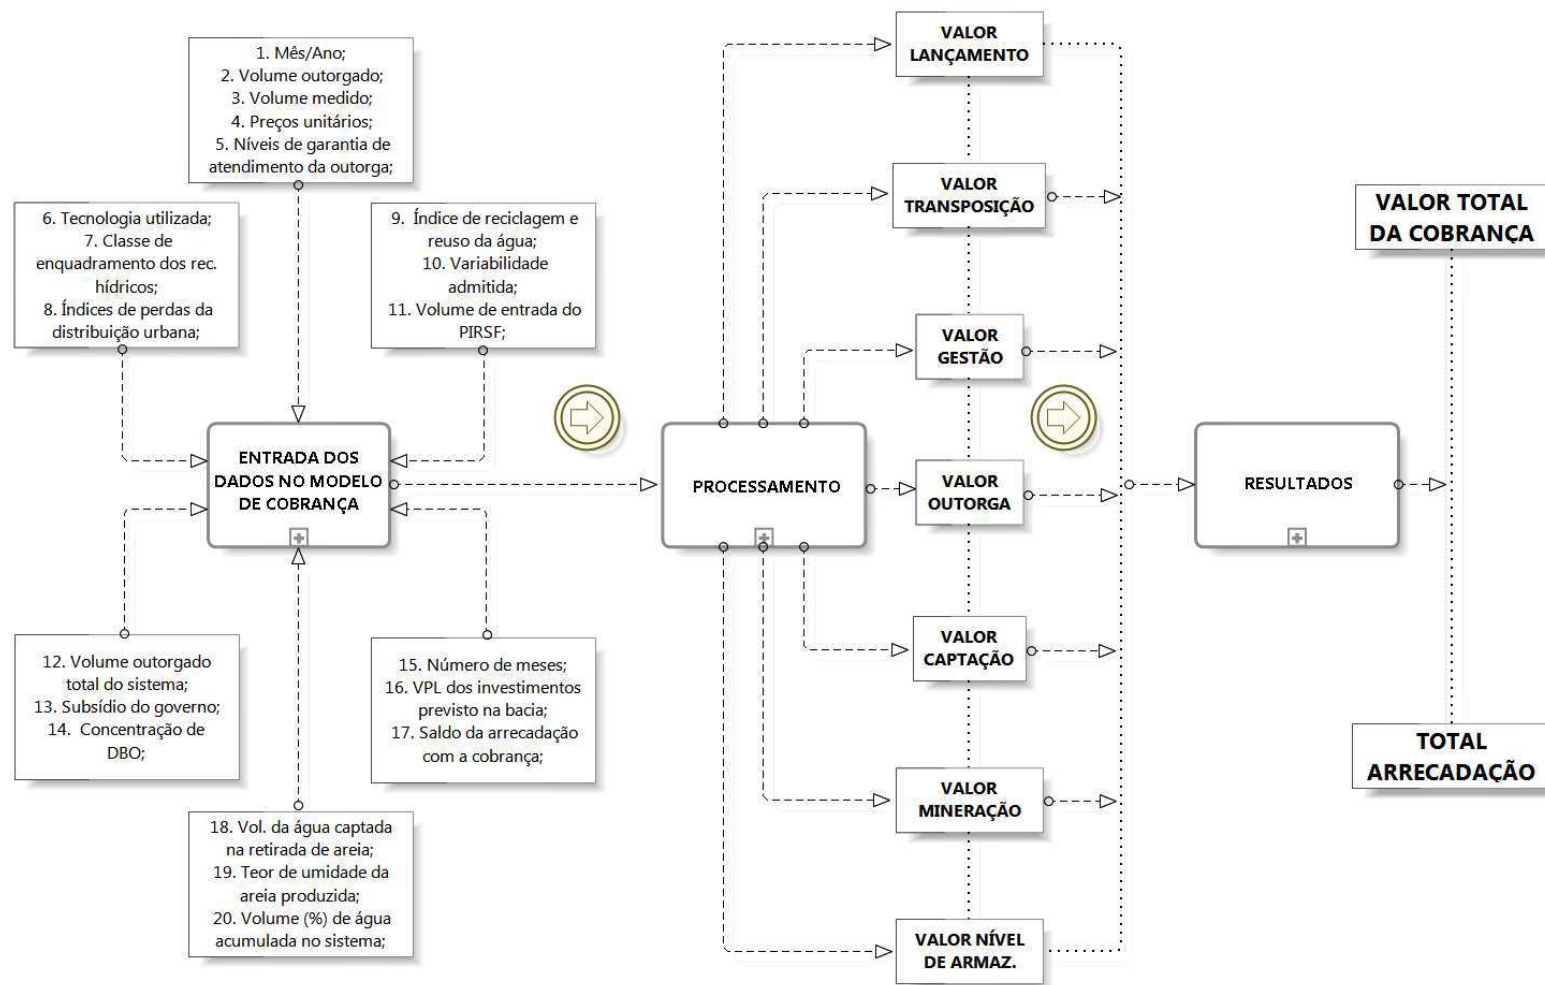 1. Mês/Ano;
2. Volume outorgado;
3. Volume medido;
4. Preços unitários;
5. Níveis de garantia de
atendimento da outorga;
6. Tecnologia utilizada;
7. Classe de
enquadramento dos rec.
hídricos;
8. Índices de perdas da
distribuição urbana;
9. Índice de reciclagem e
reuso da água;
10. Variabilidade
admitida;
11. Volume de entrada do
PIRSF;
ENTRADA DOS
DADOS NO MODELO
DE COBRANÇA
12. Volume outorgado
total do sistema;
13. Subsídio do governo;
14. Concentração de
DBO;
15. Número de meses;
16. VPL dos investimentos
previsto na bacia;
17. Saldo da arrecadação
com a cobrança;
18. Vol. da água captada
na retirada de areia;
19. Teor de umidade da
areia produzida;
20. Volume (%) de água
acumulada no sistema;
PROCESSAMENTO
VALOR
LANÇAMENTO
VALOR
TRANSPOSIÇÃO
VALOR
GESTÃO
VALOR
OUTORGA
VALOR
CAPTAÇÃO
VALOR
MINERAÇÃO
VALOR NÍVEL
DE ARMAZ.
RESULTADOS
VALOR TOTAL
DA COBRANÇA
TOTAL
ARRECADAÇÃO